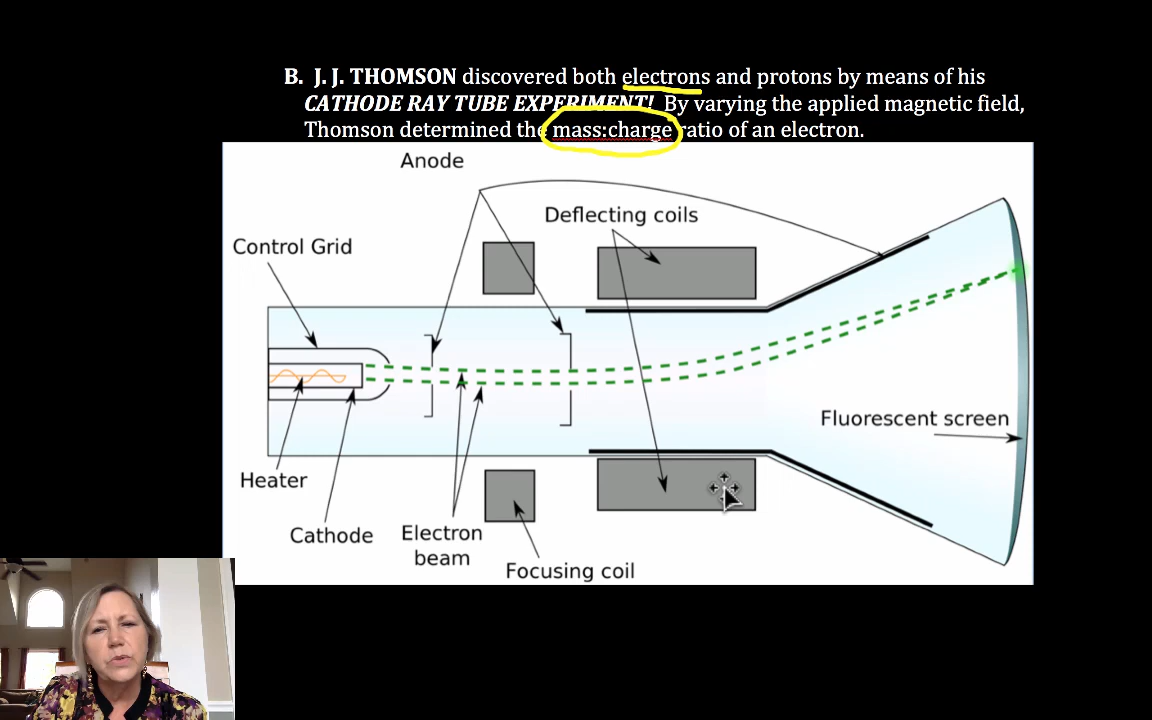 B. J. J. THOMSON discovered both electrons and protons by means of his
CATHODE RAY TUBE EXPERIMENT! By varying the applied magnetic field,
Thomson determined the mass:charge ratio of an electron.
Anode
Deflecting coils
Control Grid
Fluorescent screen
Heater
Cathode
Electron
beam
Focusing coil